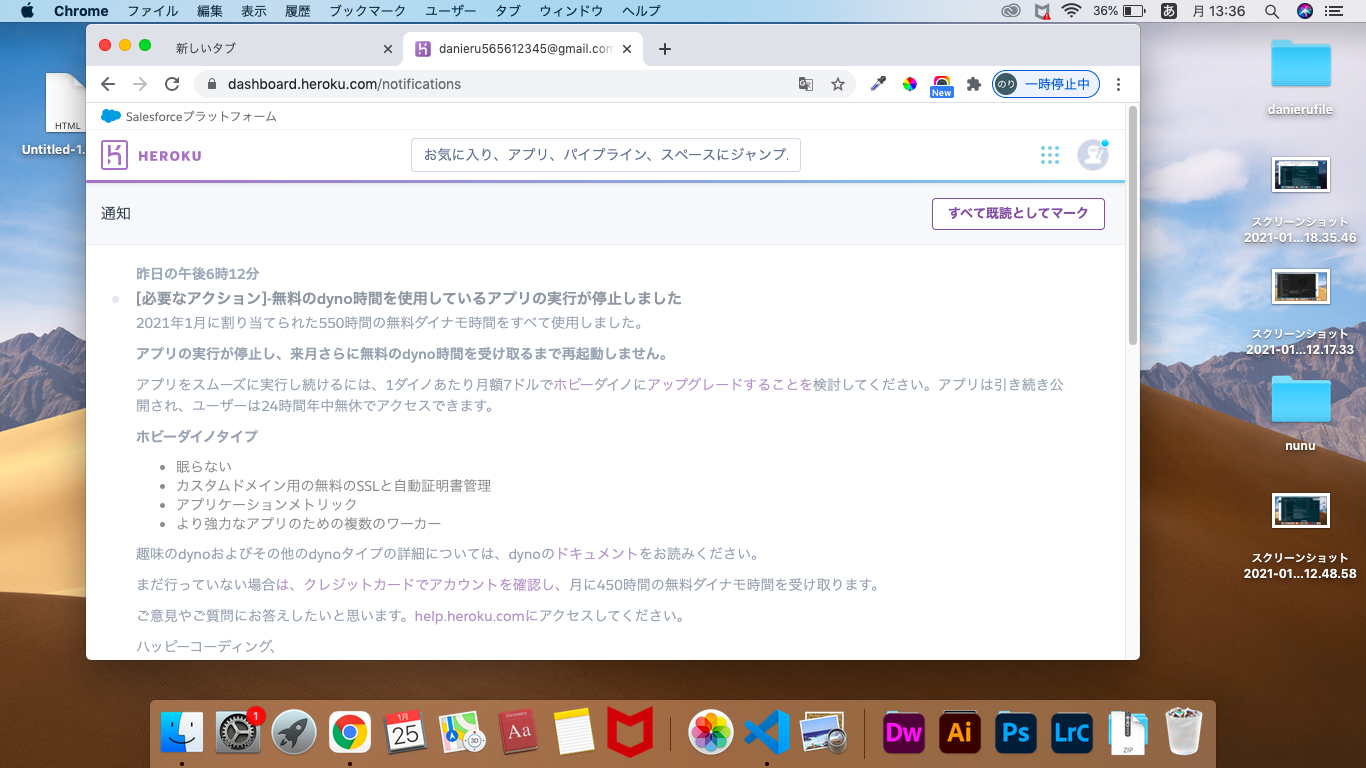 Chrome ファイル 編集 表示 履歴 ブックマーク ユーザー タブ ウィンドウ ヘルプ 36% あ 月 13:36
新しいタブ danieru565612345@gmail.com
dashboard.heroku.com/notifications New のり 一時停止中
Salesforceプラットフォーム
HEROKU お気に入り、アプリ、パイプライン、スペースにジャンプ.
通知 すべて既読としてマーク
昨日の午後6時12分
[必要なアクション]-無料のdyno時間を使用しているアプリの実行が停止しました
2021年1月に割り当てられた550時間の無料ダイナモ時間をすべて使用しました。
アプリの実行が停止し、来月さらに無料のdyno時間を受け取るまで再起動しません。
アプリをスムーズに実行し続けるには、1ダイノあたり月額7ドルでホビーダイノにアップグレードすることを検討してください。アプリは引き続き公
開され、ユーザーは24時間年中無休でアクセスできます。
ホビーダイノタイプ
眠らない
カスタムドメイン用の無料のSSLと自動証明書管理
アプリケーションメトリック
より強力なアプリのための複数のワーカー
趣味のdynoおよびその他のdynoタイプの詳細については、dynoのドキュメントをお読みください。
まだ行っていない場合は、クレジットカードでアカウントを確認し、月に450時間の無料ダイナモ時間を受け取ります。
ご意見やご質問にお答えしたいと思います。help.heroku.comにアクセスしてください。
ハッピーコーディング、
HTML
Untitled-1.
danierufile
スクリーンショット
2021-01...18.35.46
スクリーンショット
2021-01...12.17.33
nunu
スクリーンショット
2021-01...12.48.58
1 1月 25 3D Dictionary Aa Dw Ai Ps LrC ZIP